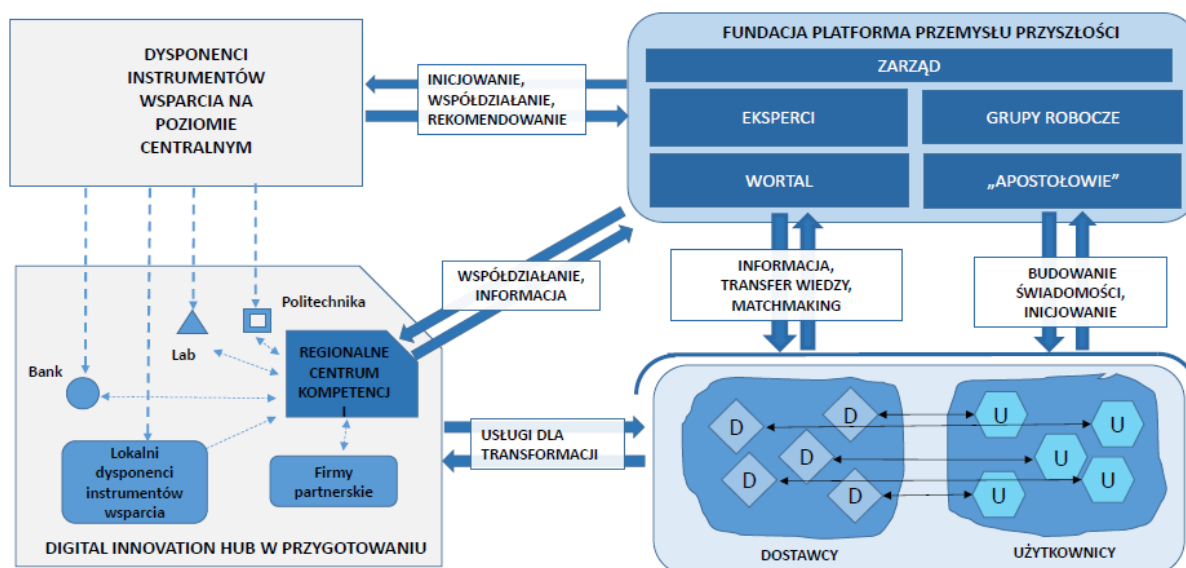 DYSPONENCI
INSTRUMENTÓW
WSPARCIA NA
POZIOMIE
CENTRALNYM
INICJOWANIE,
WSPÓŁDZIAŁANIE,
REKOMENDOWANIE
FUNDACJA PLATFORMA PRZEMYSŁU PRZYSZŁOŚCI
ZARZĄD
EKSPERCI
GRUPY ROBOCZE
WORTAL
„APOSTOŁOWIE”
WSPÓŁDZIAŁANIE,
INFORMACJA
INFORMACJA,
TRANSFER WIEDZY,
MATCHMAKING
BUDOWANIE
ŚWIADOMOŚCI,
INICJOWANIE
Politechnika
Lab
Bank
REGIONALNE
CENTRUM
KOMPETENCJ
I
Lokalni
dysponenci
instrumentów
wsparcia
Firmy
partnerskie
DIGITAL INNOVATION HUB W PRZYGOTOWANIU
USŁUGI DLA
TRANSFORMACJI
D
D
D
D
D
U
U
U
U
U
DOSTAWCY
UŻYTKOWNICY